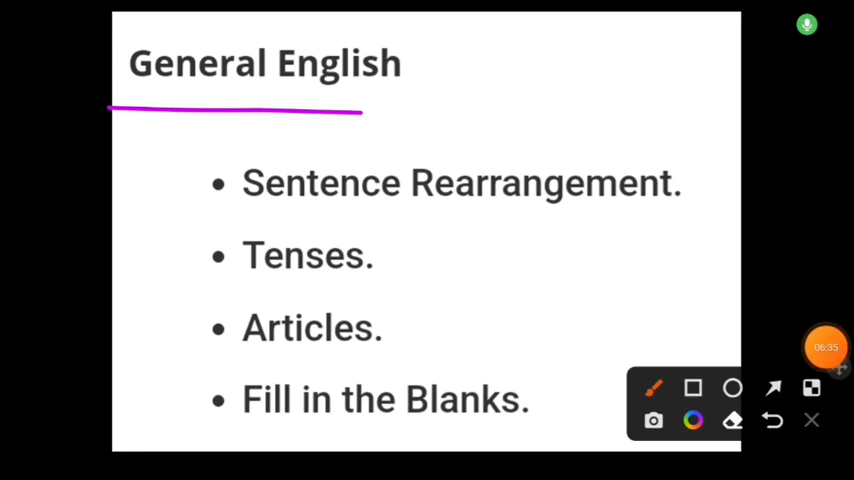 General English
• Sentence Rearrangement.
• Tenses.
• Articles.
• Fill in the Blanks.
06:35